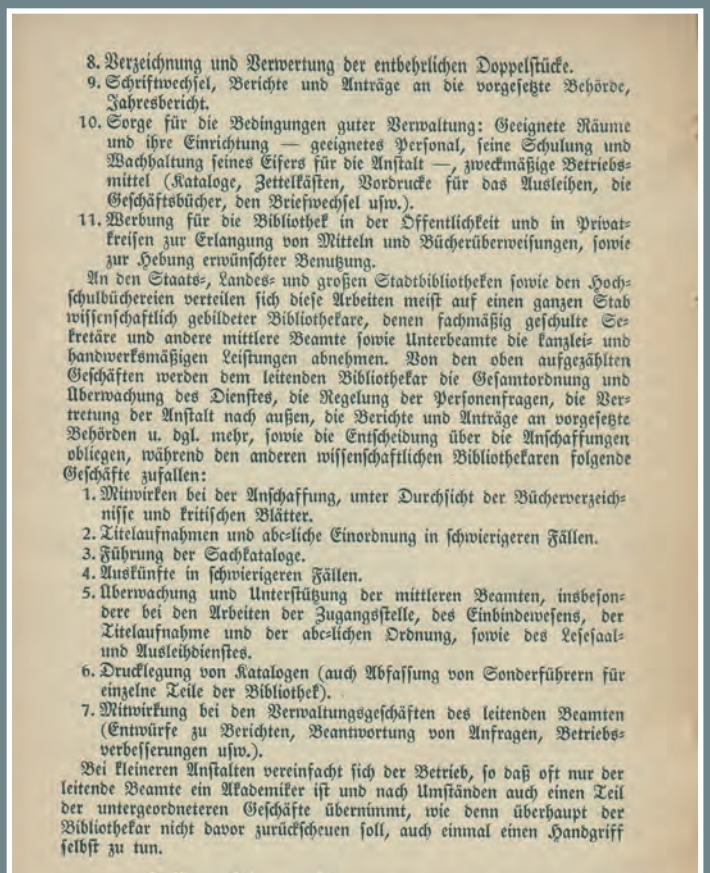 8. Verzeichnung und Verwertung der entbehrlichen Doppelstücke.
9. Schriftwechsel, Berichte und Anträge an die vorgesetzte Behörde,
Jahresbericht.
10. Sorge für die Bedingungen guter Verwaltung: Geeignete Räume
und ihre Einrichtung — geeignetes Personal, seine Schulung und
Wachhaltung seines Eifers für die Anstalt —, zweckmäßige Betriebs-
mittel (Kataloge, Zettelkästen, Vordrucke für das Ausleihen, die
Geschäftsbücher, den Briefwechsel usw.).
11. Werbung für die Bibliothek in der Öffentlichkeit und in Privat-
kreisen zur Erlangung von Mitteln und Bücherüberweisungen, sowie
zur Hebung erwünschter Benutzung.
An den Staats-, Landes- und großen Stadtbibliotheken sowie den Hoch-
schulbüchereien verteilen sich diese Arbeiten meist auf einen ganzen Stab
wissenschaftlich gebildeter Bibliothekare, denen fachmäßig geschulte Se-
kretäre und andere mittlere Beamte sowie Unterbeamte die kanzlei- und
handwerksmäßigen Leistungen abnehmen. Von den oben aufgezählten
Geschäften werden dem leitenden Bibliothekar die Gesamtordnung und
Überwachung des Dienstes, die Regelung der Personenfragen, die Ver-
tretung der Anstalt nach außen, die Berichte und Anträge an vorgesetzte
Behörden u. dgl. mehr, sowie die Entscheidung über die Anschaffungen
obliegen, während den anderen wissenschaftlichen Bibliothekaren folgende
Geschäfte zufallen:
1. Mitwirken bei der Anschaffung, unter Durchsicht der Bücherverzeich-
nisse und kritischen Blätter.
2. Titelaufnahmen und abc-liche Einordnung in schwierigeren Fällen.
3. Führung der Sachkataloge.
4. Auskünfte in schwierigeren Fällen.
5. Überwachung und Unterstützung der mittleren Beamten, insbeson-
dere bei den Arbeiten der Zugangsstelle, des Einbindewesens, der
Titelaufnahme und der abc-lichen Ordnung, sowie des Lesesaal-
und Ausleihdienstes.
6. Drucklegung von Katalogen (auch Abfassung von Sonderführern für
einzelne Teile der Bibliothek).
7. Mitwirkung bei den Verwaltungsgeschäften des leitenden Beamten
(Entwürfe zu Berichten, Beantwortung von Anfragen, Betriebs-
verbesserungen usw.).
Bei kleineren Anstalten vereinfacht sich der Betrieb, so daß oft nur der
leitende Beamte ein Akademiker ist und nach Umständen auch einen Teil
der untergeordneteren Geschäfte übernimmt, wie denn überhaupt der
Bibliothekar nicht davor zurückscheuen soll, auch einmal einen Handgriff
selbst zu tun.